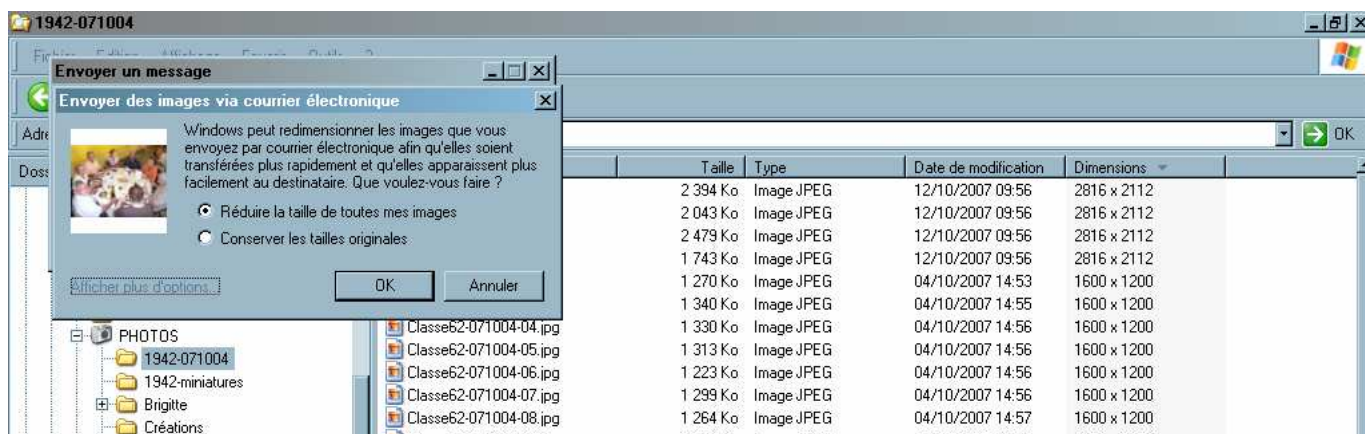 1942-071004
Envoyer un message
Envoyer des images via courrier électronique
Windows peut redimensionner les images que vous
envoyez par courrier électronique afin qu'elles soient
transférées plus rapidement et qu'elles apparaissent plus
facilement au destinataire. Que voulez-vous faire ?
Réduire la taille de toutes mes images
Conserver les tailles originales
Afficher plus d'options...
OK
Annuler
Adre
OK
Doss
Taille Type Date de modification Dimensions
2 394 Ko Image JPEG 12/10/2007 09:56 2816 x 2112
2 043 Ko Image JPEG 12/10/2007 09:56 2816 x 2112
2 479 Ko Image JPEG 12/10/2007 09:56 2816 x 2112
1 743 Ko Image JPEG 12/10/2007 09:56 2816 x 2112
1 270 Ko Image JPEG 04/10/2007 14:53 1600 x 1200
1 340 Ko Image JPEG 04/10/2007 14:55 1600 x 1200
Classe62-071004-04.jpg 1 330 Ko Image JPEG 04/10/2007 14:56 1600 x 1200
Classe62-071004-05.jpg 1 313 Ko Image JPEG 04/10/2007 14:56 1600 x 1200
Classe62-071004-06.jpg 1 223 Ko Image JPEG 04/10/2007 14:56 1600 x 1200
Classe62-071004-07.jpg 1 299 Ko Image JPEG 04/10/2007 14:56 1600 x 1200
Classe62-071004-08.jpg 1 264 Ko Image JPEG 04/10/2007 14:57 1600 x 1200
PHOTOS
1942-071004
1942-miniatures
Brigitte
Créations